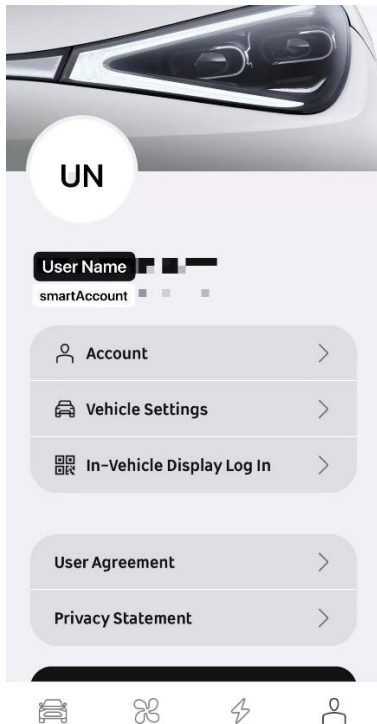 UN
User Name
smartAccount
Account
Vehicle Settings
In-Vehicle Display Log In
User Agreement
Privacy Statement